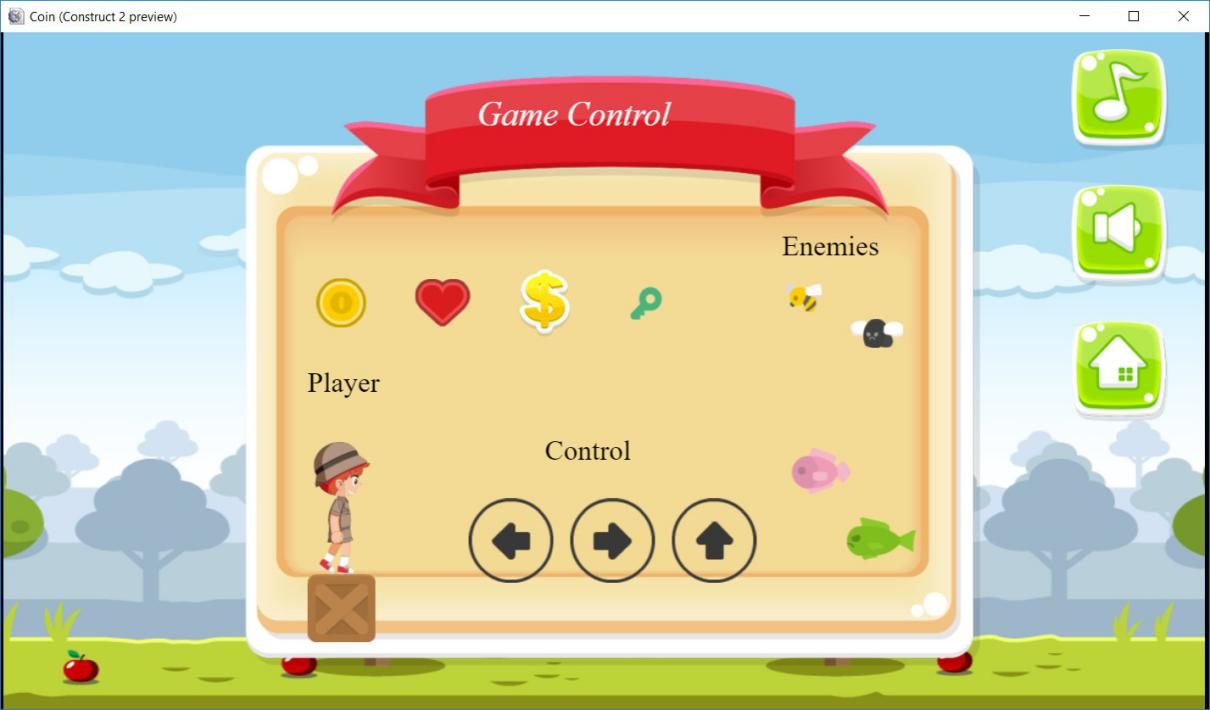 Coin (Construct 2 preview)
Game Control
Enemies
Player
Control